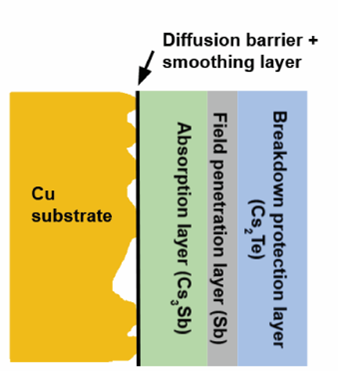 Diffusion barrier +
smoothing layer
Cu
substrate
Absorption layer (Cs₃Sb)
Field penetration layer (Sb)
Breakdown protection layer
(Cs₂Te)